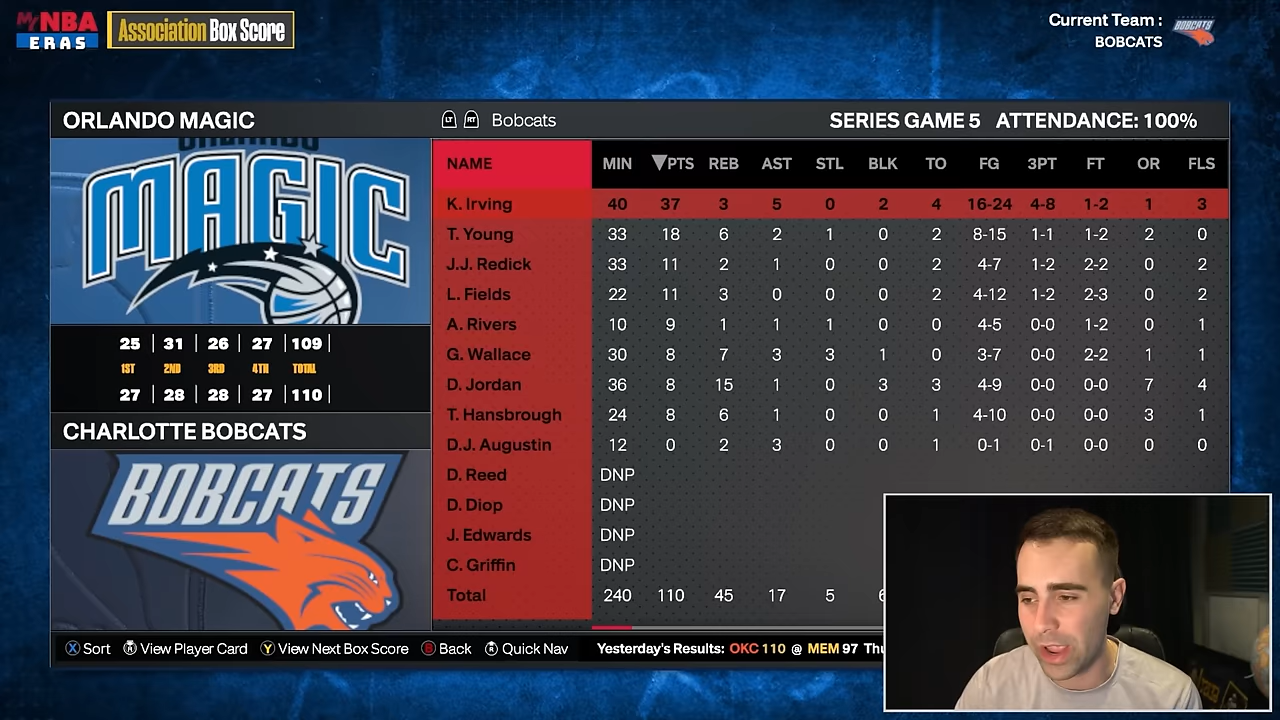 MyNBA
ERAS
Association Box Score
Current Team :
BOBCATS
BOBCATS
ORLANDO MAGIC
LT RT Bobcats
SERIES GAME 5 ATTENDANCE: 100%
ORLANDO
MAGIC
25 31 26 27 109
1ST 2ND 3RD 4TH TOTAL
27 28 28 27 110
CHARLOTTE BOBCATS
BOBCATS
NAME MIN PTS REB AST STL BLK TO FG 3PT FT OR FLS
K. Irving 40 37 3 5 0 2 4 16-24 4-8 1-2 1 3
T. Young 33 18 6 2 1 0 2 8-15 1-1 1-2 2 0
J.J. Redick 33 11 2 1 0 0 2 4-7 1-2 2-2 0 2
L. Fields 22 11 3 0 0 0 2 4-12 1-2 2-3 0 2
A. Rivers 10 9 1 1 1 0 0 4-5 0-0 1-2 0 1
G. Wallace 30 8 7 3 3 1 0 3-7 0-0 2-2 1 1
D. Jordan 36 8 15 1 0 3 3 4-9 0-0 0-0 7 4
T. Hansbrough 24 8 6 1 0 0 1 4-10 0-0 0-0 3 1
D.J. Augustin 12 0 2 3 0 0 1 0-1 0-1 0-0 0 0
D. Reed DNP
D. Diop DNP
J. Edwards DNP
C. Griffin DNP
Total 240 110 45 17 5 6
X Sort R View Player Card Y View Next Box Score B Back R Quick Nav Yesterday's Results: OKC 110 @ MEM 97 Thu